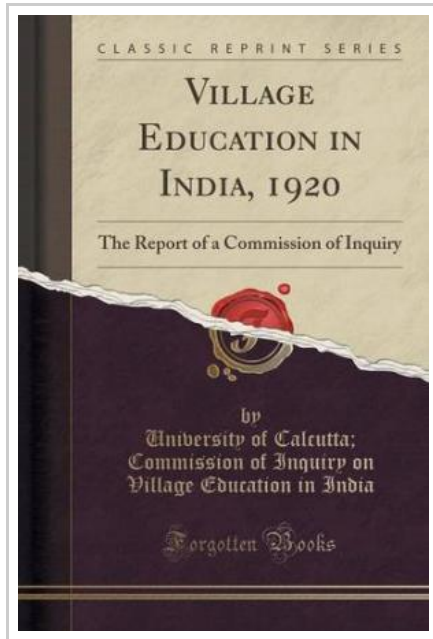 CLASSIC REPRINT SERIES
VILLAGE
EDUCATION IN
INDIA, 1920
The Report of a Commission of Inquiry
by
University of Calcutta;
Commission of Inquiry on
Village Education in India
Forgotten Books